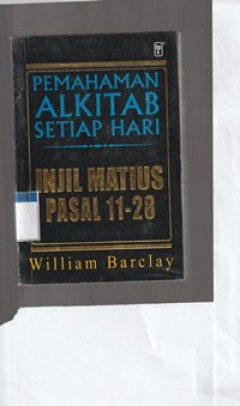 PEMAHAMAN
ALKITAB
SETIAP HARI
INJIL MATIUS
PASAL 11-28
William Barclay